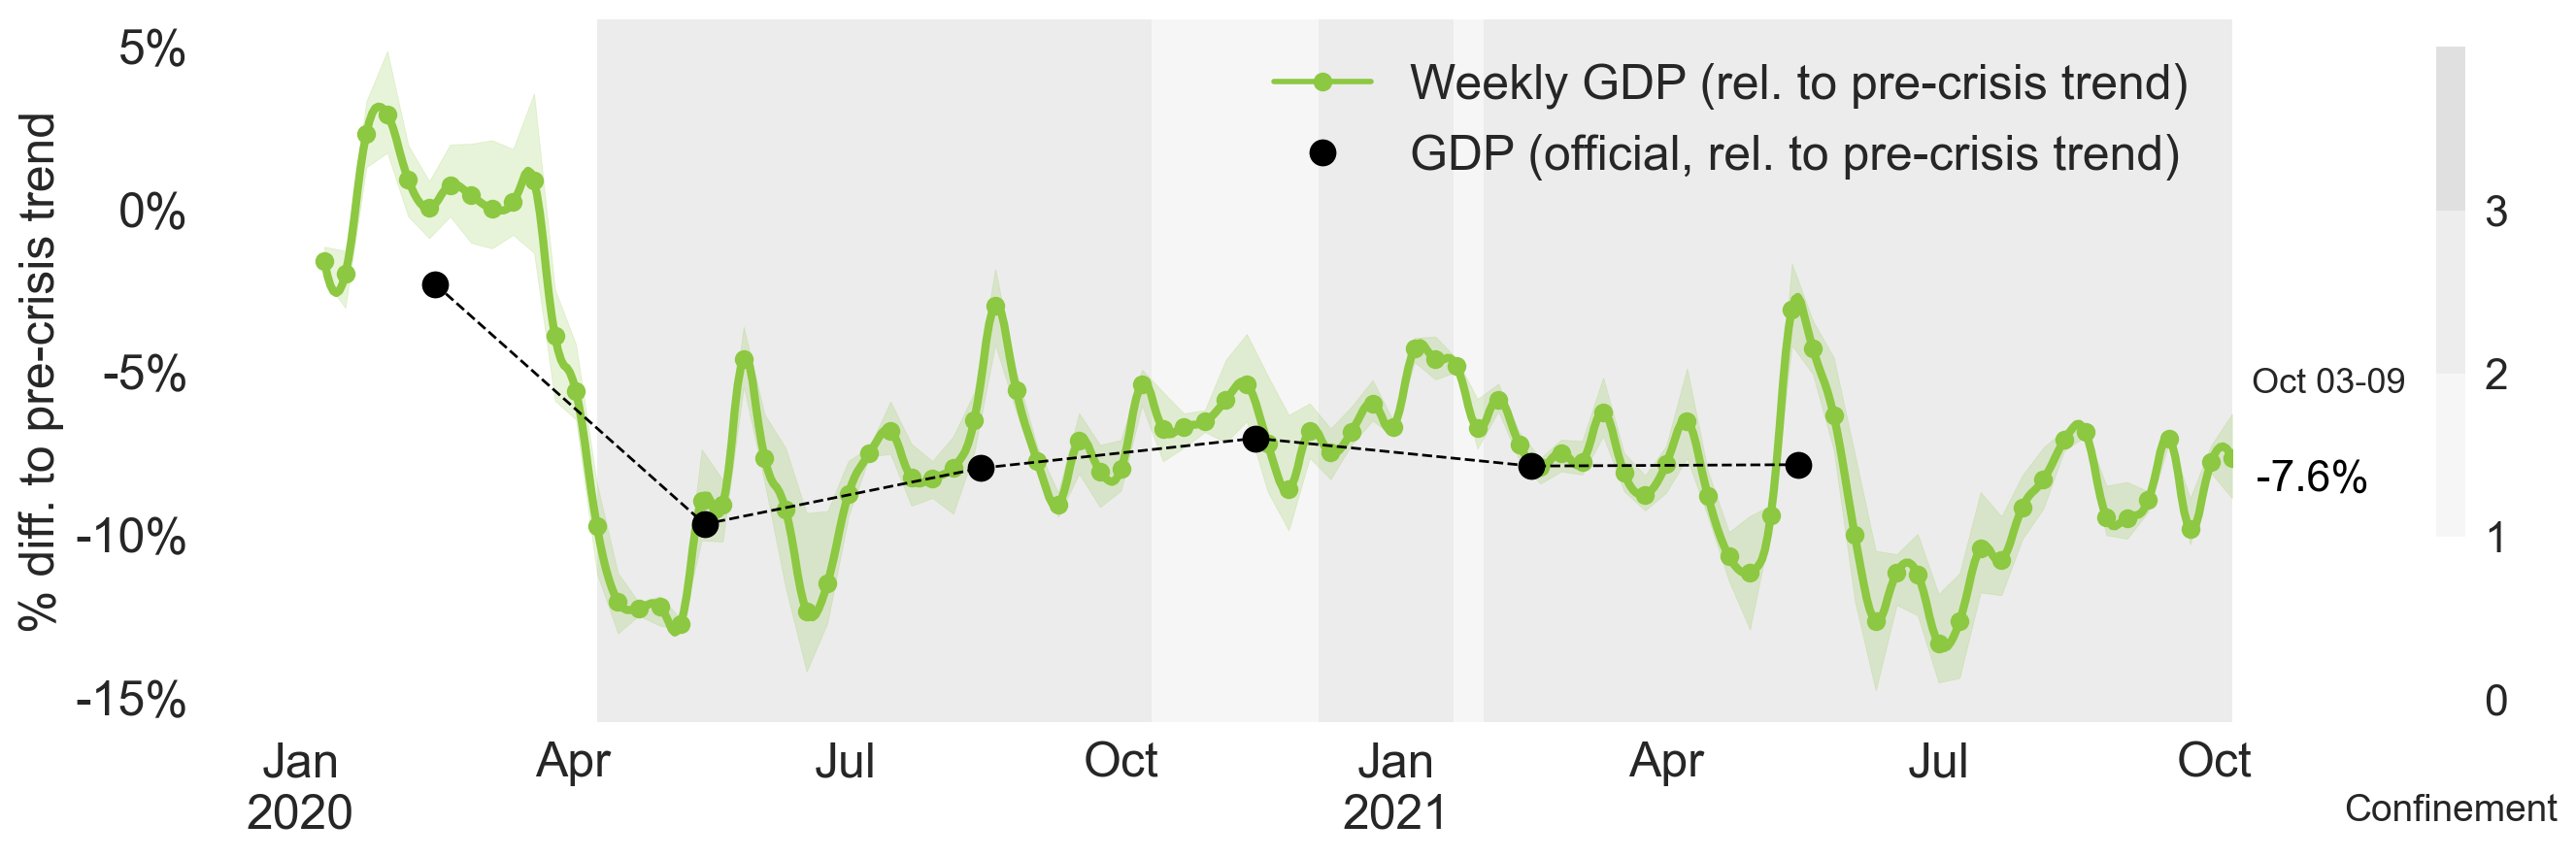 % diff. to pre-crisis trend
5%
0%
-5%
-10%
-15%
Weekly GDP (rel. to pre-crisis trend)
GDP (official, rel. to pre-crisis trend)
Jan
2020
Apr
Jul
Oct
Jan
2021
Apr
Jul
Oct
Oct 03-09
-7.6%
3
2
1
0
Confinement